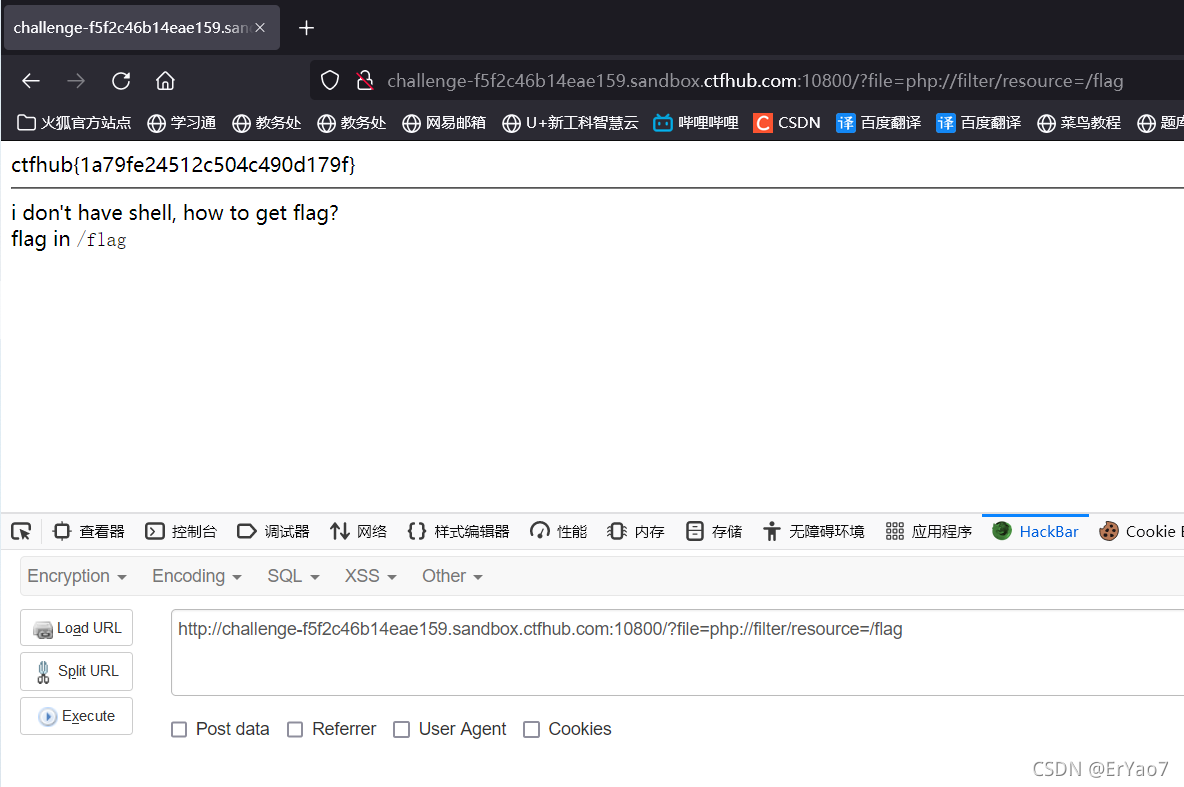 challenge-f5f2c46b14eae159.san
challenge-f5f2c46b14eae159.sandbox.ctfhub.com:10800/?file=php://filter/resource=/flag
火狐官方站点 学习通 教务处 教务处 网易邮箱 U+新工科智慧云 哔哩哔哩 C CSDN 译 百度翻译 译 百度翻译 菜鸟教程 题库
ctfhub{1a79fe24512c504c490d179f}
i don't have shell, how to get flag?
flag in /flag
查看器 控制台 调试器 网络 样式编辑器 性能 内存 存储 无障碍环境 应用程序 HackBar Cookie E
Encryption Encoding SQL XSS Other
Load URL http://challenge-f5f2c46b14eae159.sandbox.ctfhub.com:10800/?file=php://filter/resource=/flag
Split URL
Execute
Post data Referrer User Agent Cookies
CSDN @ErYao7